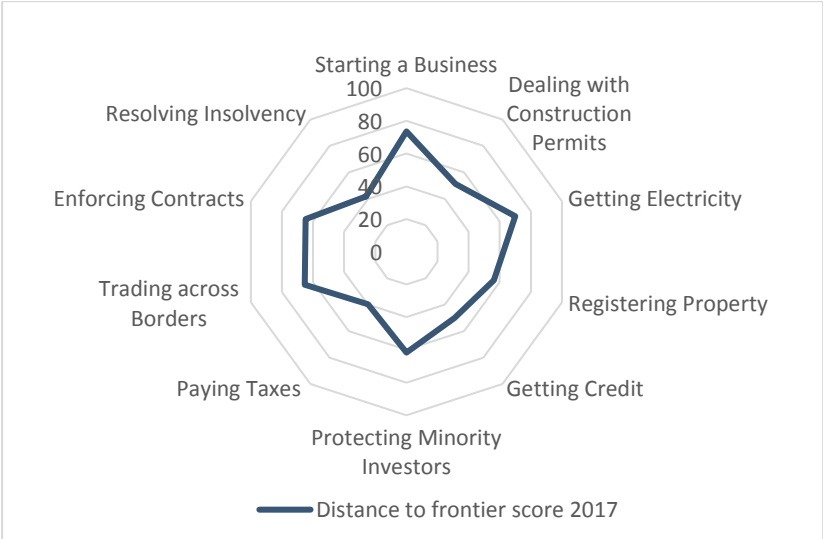 Starting a Business
Dealing with
Construction
Permits
Getting Electricity
Registering Property
Getting Credit
Protecting Minority
Investors
Paying Taxes
Trading across
Borders
Enforcing Contracts
Resolving Insolvency
100
80
60
40
20
0
Distance to frontier score 2017